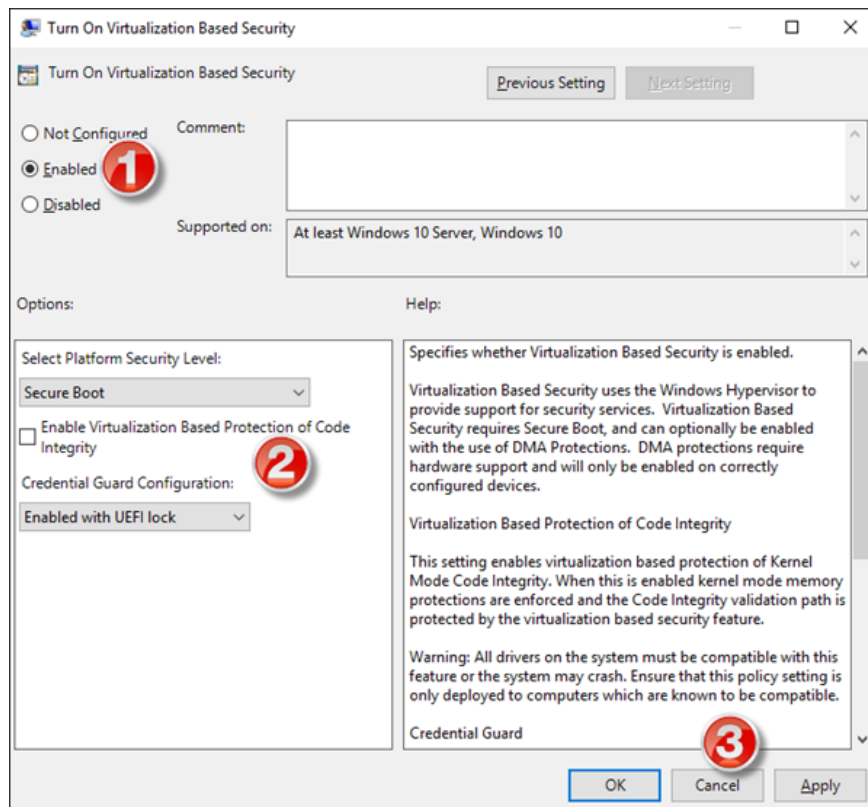 Turn On Virtualization Based Security
Turn On Virtualization Based Security
Previous Setting
Next Setting
Not Configured
Enabled
Disabled
1
Comment:
Supported on:
At least Windows 10 Server, Windows 10
Options:
Help:
Select Platform Security Level:
Secure Boot
Enable Virtualization Based Protection of Code
Integrity
2
Credential Guard Configuration:
Enabled with UEFI lock
Specifies whether Virtualization Based Security is enabled.
Virtualization Based Security uses the Windows Hypervisor to
provide support for security services.  Virtualization Based
Security requires Secure Boot, and can optionally be enabled
with the use of DMA Protections.  DMA protections require
hardware support and will only be enabled on correctly
configured devices.
Virtualization Based Protection of Code Integrity
This setting enables virtualization based protection of Kernel
Mode Code Integrity. When this is enabled kernel mode memory
protections are enforced and the Code Integrity validation path is
protected by the virtualization based security feature.
Warning: All drivers on the system must be compatible with this
feature or the system may crash. Ensure that this policy setting is
only deployed to computers which are known to be compatible.
Credential Guard
3
OK
Cancel
Apply